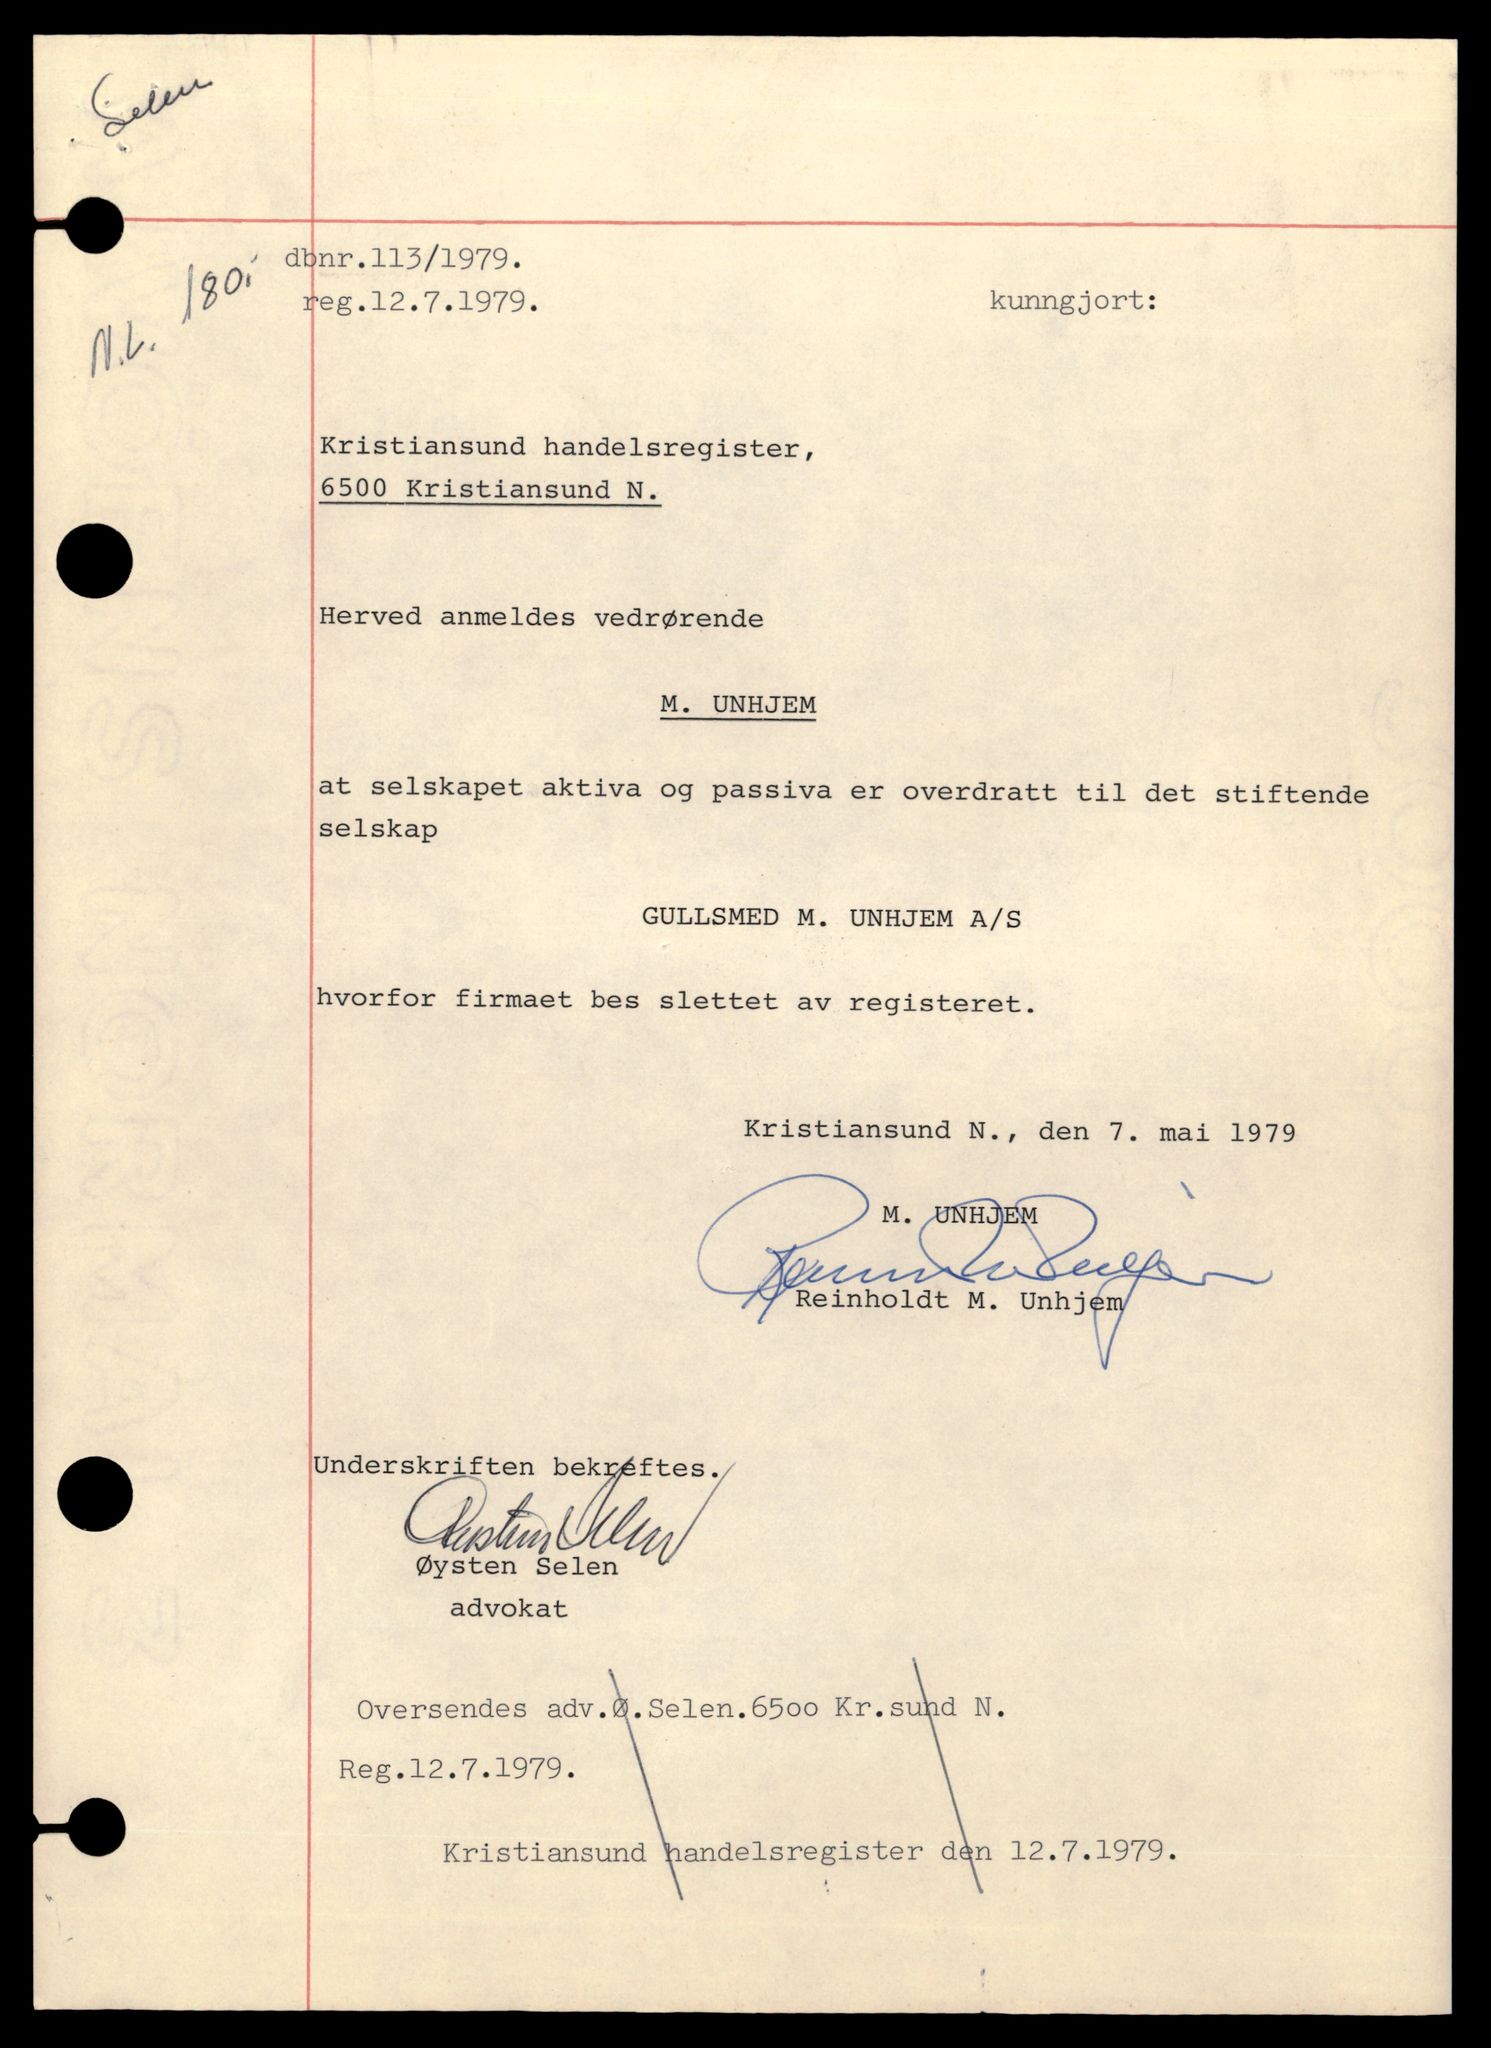 Selen
dbnr.113/1979.
180,-
reg.12.7.1979.
kunngjort:
N.L.
Kristiansund handelsregister,
6500 Kristiansund N.
Herved anmeldes vedrørende
M. UNHJEM
at selskapet aktiva og passiva er overdratt til det stiftende
selskap
GULLSMED M. UNHJEM A/S
hvorfor firmaet bes slettet av registeret.
Kristiansund N., den 7. mai 1979
M. UNHJEM
Reinholdt M. Unhjem
Underskriften bekreftes.
Øysten Selen
Øysten Selen
advokat
Oversendes adv.Ø.Selen.6500 Kr.sund N.
Reg.12.7.1979.
Kristiansund handelsregister den 12.7.1979.